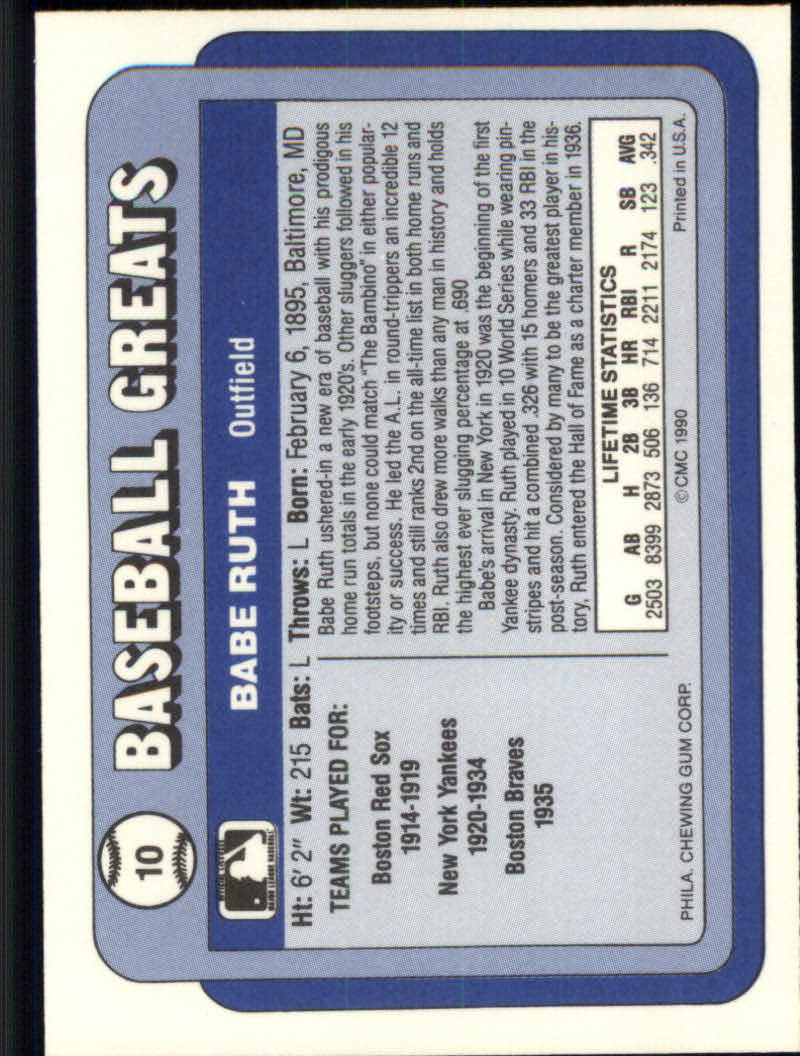 10
BASEBALL GREATS
BABE RUTH Outfield
Ht: 6' 2" Wt: 215 Bats: L Throws: L Born: February 6, 1895, Baltimore, MD
TEAMS PLAYED FOR:
Boston Red Sox
1914-1919
New York Yankees
1920-1934
Boston Braves
1935
Babe Ruth ushered-in a new era of baseball with his prodigous
home run totals in the early 1920's. Other sluggers followed in his
footsteps, but none could match "The Bambino" in either popular-
ity or success. He led the A.L. in round-trippers an incredible 12
times and still ranks 2nd on the all-time list in both home runs and
RBI. Ruth also drew more walks than any man in history and holds
the highest ever slugging percentage at .690
Babe's arrival in New York in 1920 was the beginning of the first
Yankee dynasty. Ruth played in 10 World Series while wearing pin-
stripes and hit a combined .326 with 15 homers and 33 RBI in the
post-season. Considered by many to be the greatest player in his-
tory, Ruth entered the Hall of Fame as a charter member in 1936.
LIFETIME STATISTICS
G AB H 2B 3B HR RBI R SB AVG
2503 8399 2873 506 136 714 2211 2174 123 .342
PHILA. CHEWING GUM CORP. ©CMC 1990 Printed in U.S.A.